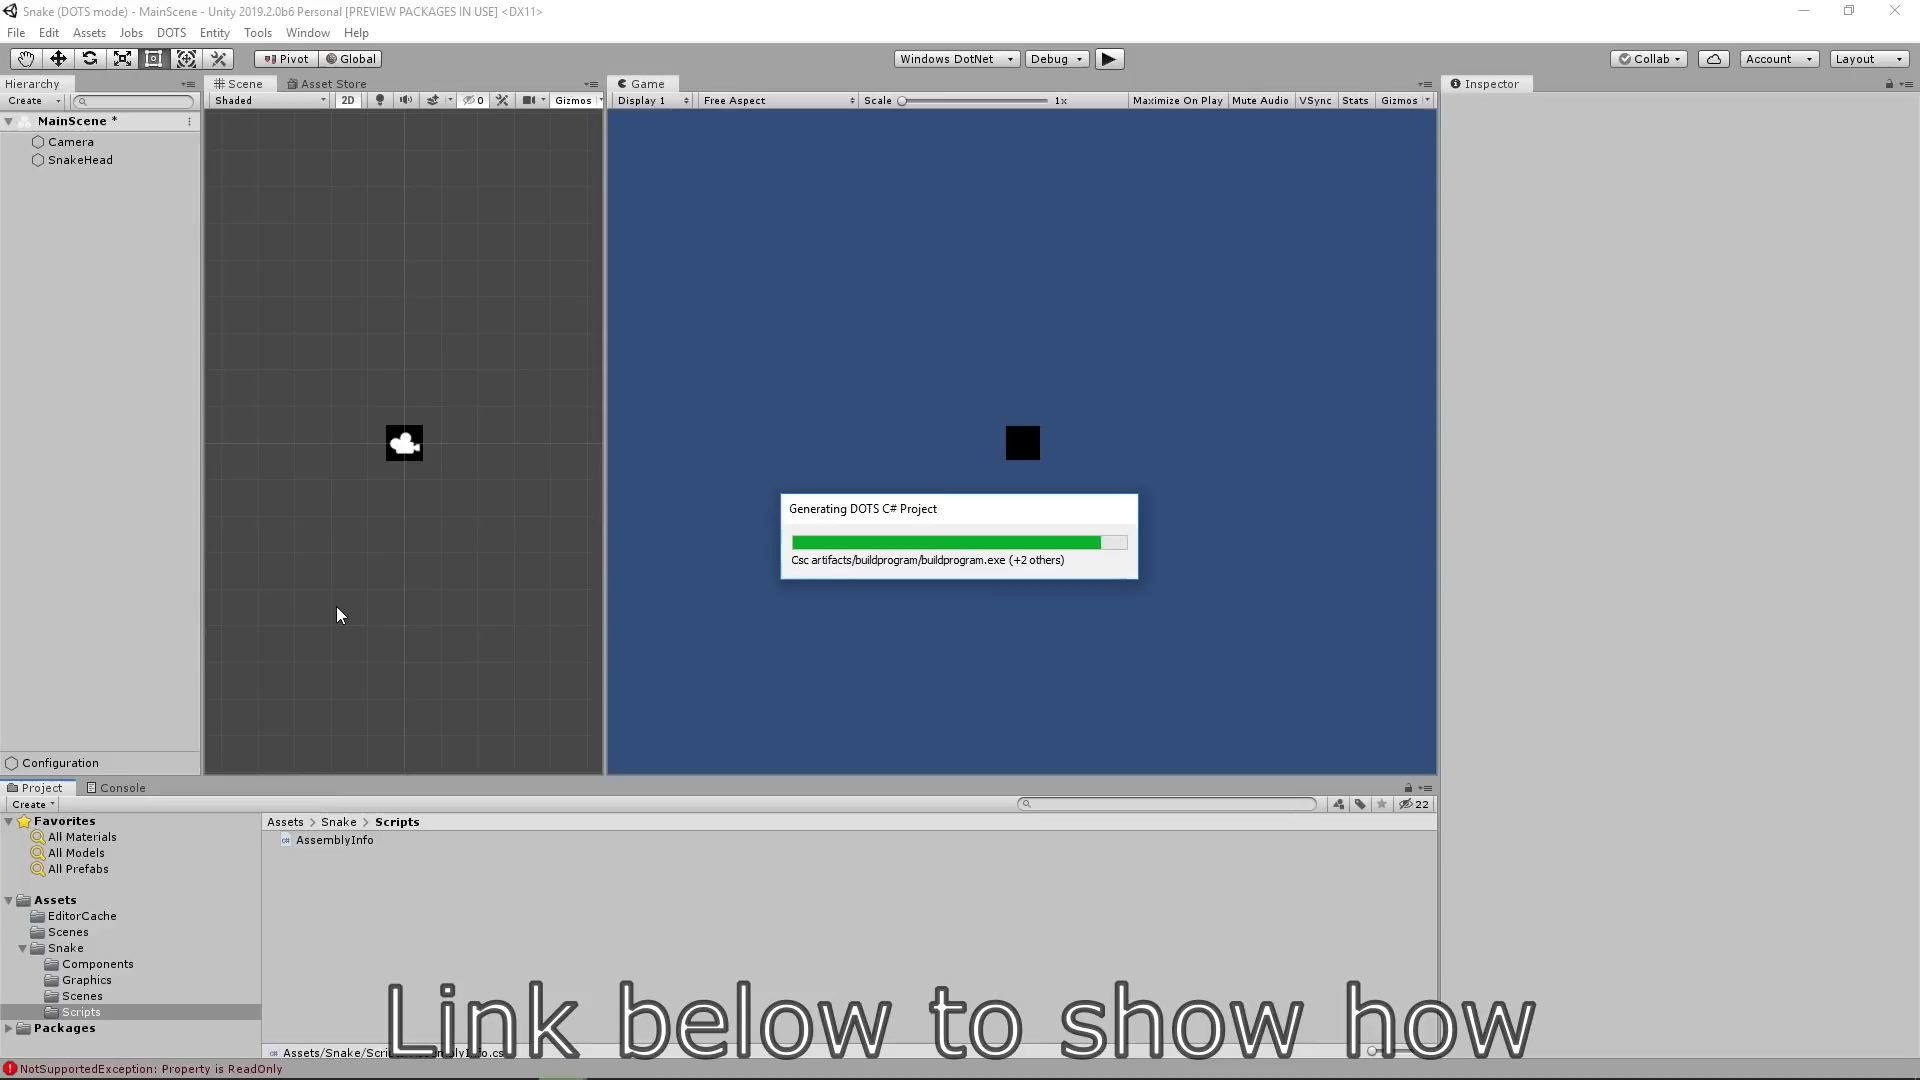 Snake (DOTS mode) - MainScene - Unity 2019.2.0b6 Personal [PREVIEW PACKAGES IN USE] <DX11>
File Edit Assets Jobs DOTS Entity Tools Window Help
Pivot Global Windows DotNet Debug Collab Account Layout
Hierarchy Scene Asset Store Game Inspector
Create Shaded 2D 0 Gizmos Display 1 Free Aspect Scale 1x Maximize On Play Mute Audio VSync Stats Gizmos
MainScene *
Camera
SnakeHead
Generating DOTS C# Project
Csc artifacts/buildprogram/buildprogram.exe (+2 others)
Configuration
Project Console
Create 22
Favorites
All Materials
All Models
All Prefabs
Assets
EditorCache
Scenes
Snake
Components
Graphics
Scenes
Scripts
Packages
Assets > Snake > Scripts
AssemblyInfo
Link below to show how
NotSupportedException: Property is ReadOnly